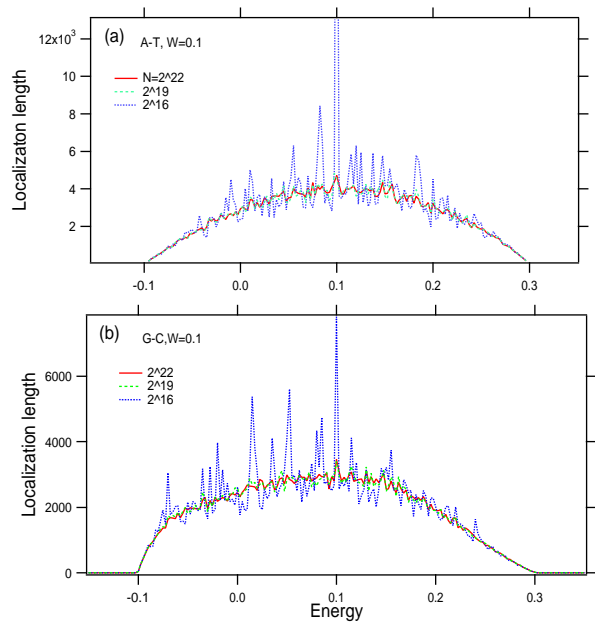 (a)
A-T, W=0.1
N=2^22
2^19
2^16
Localizaton length
12x10³
10
8
6
4
2
-0.1 0.0 0.1 0.2 0.3
(b)
G-C,W=0.1
2^22
2^19
2^16
Localization length
6000
4000
2000
0
-0.1 0.0 0.1 0.2 0.3
Energy